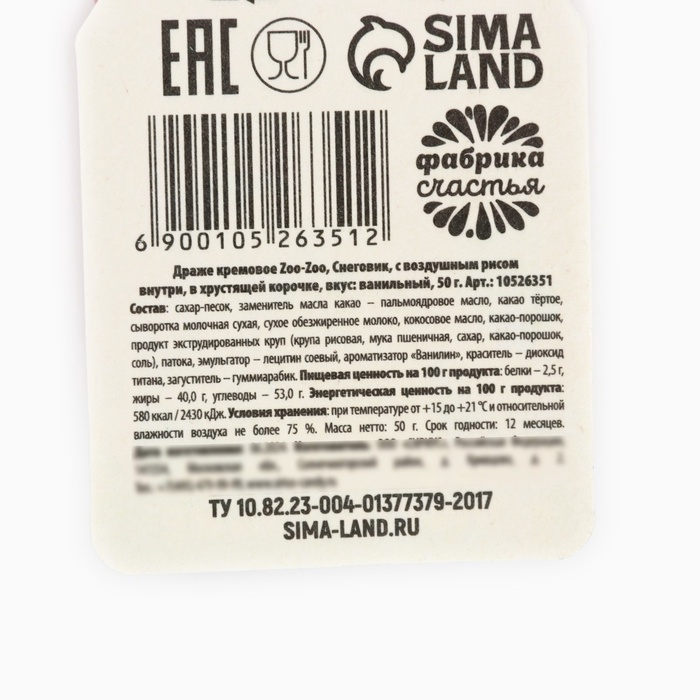 EAC
SIMA
LAND
фабрика
счастья
6 900105 263512
Драже кремовое Zoo-Zoo, Снеговик, с воздушным рисом
внутри, в хрустящей корочке, вкус: ванильный, 50 г. Арт.: 10526351
Состав: сахар-песок, заменитель масла какао – пальмоядровое масло, какао тёртое,
сыворотка молочная сухая, сухое обезжиренное молоко, кокосовое масло, какао-порошок,
продукт экструдированных круп (крупа рисовая, мука пшеничная, сахар, какао-порошок,
соль), патока, эмульгатор – лецитин соевый, ароматизатор «Ванилин», краситель – диоксид
титана, загуститель – гуммиарабик. Пищевая ценность на 100 г продукта: белки – 2,5 г,
жиры – 40,0 г, углеводы – 53,0 г. Энергетическая ценность на 100 г продукта:
580 ккал / 2430 кДж. Условия хранения: при температуре от +15 до +21 °С и относительной
влажности воздуха не более 75 %. Масса нетто: 50 г. Срок годности: 12 месяцев.
ТУ 10.82.23-004-01377379-2017
SIMA-LAND.RU